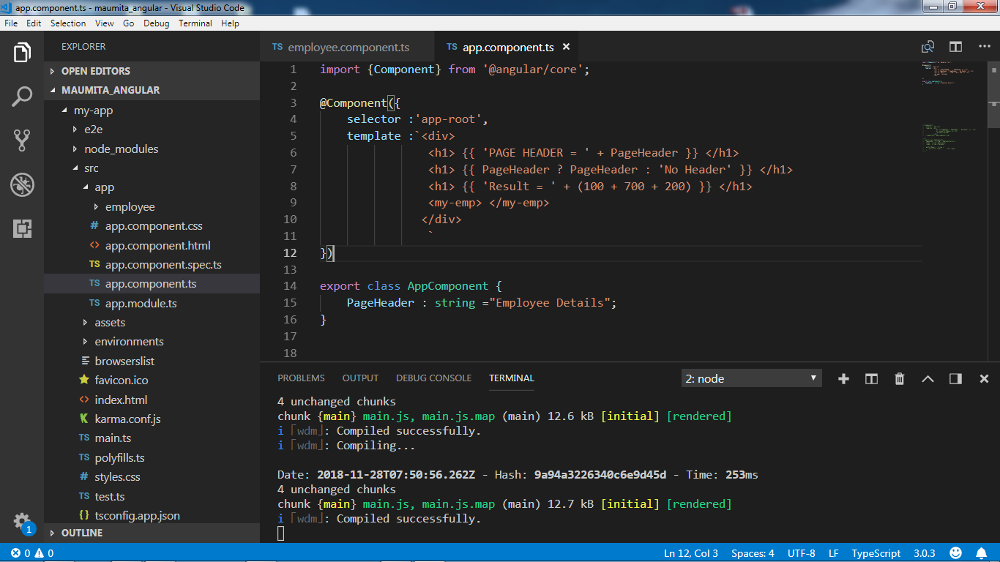 app.component.ts - maumita_angular - Visual Studio Code
File Edit Selection View Go Debug Terminal Help
EXPLORER
OPEN EDITORS
MAUMITA_ANGULAR
my-app
e2e
node_modules
src
app
employee
# app.component.css
<> app.component.html
TS app.component.spec.ts
TS app.component.ts
TS app.module.ts
assets
environments
browserslist
favicon.ico
<> index.html
karma.conf.js
TS main.ts
TS polyfills.ts
# styles.css
TS test.ts
{} tsconfig.app.json
OUTLINE
1
TS employee.component.ts
TS app.component.ts ×
1 import {Component} from '@angular/core';
2
3 @Component({
4 selector :'app-root',
5 template :`<div>
6 <h1> {{ 'PAGE HEADER = ' + PageHeader }} </h1>
7 <h1> {{ PageHeader ? PageHeader : 'No Header' }} </h1>
8 <h1> {{ 'Result = ' + (100 + 700 + 200) }} </h1>
9 <my-emp> </my-emp>
10 </div>
11 `
12 })
13
14 export class AppComponent {
15 PageHeader : string ="Employee Details";
16 }
17
18
PROBLEMS OUTPUT DEBUG CONSOLE TERMINAL 2: node
4 unchanged chunks
chunk {main} main.js, main.js.map (main) 12.6 kB [initial] [rendered]
i ｢wdm｣: Compiled successfully.
i ｢wdm｣: Compiling...
Date: 2018-11-28T07:50:56.262Z - Hash: 9a94a3226340c6e9d45d - Time: 253ms
4 unchanged chunks
chunk {main} main.js, main.js.map (main) 12.7 kB [initial] [rendered]
i ｢wdm｣: Compiled successfully.
0 0 Ln 12, Col 3 Spaces: 4 UTF-8 LF TypeScript 3.0.3